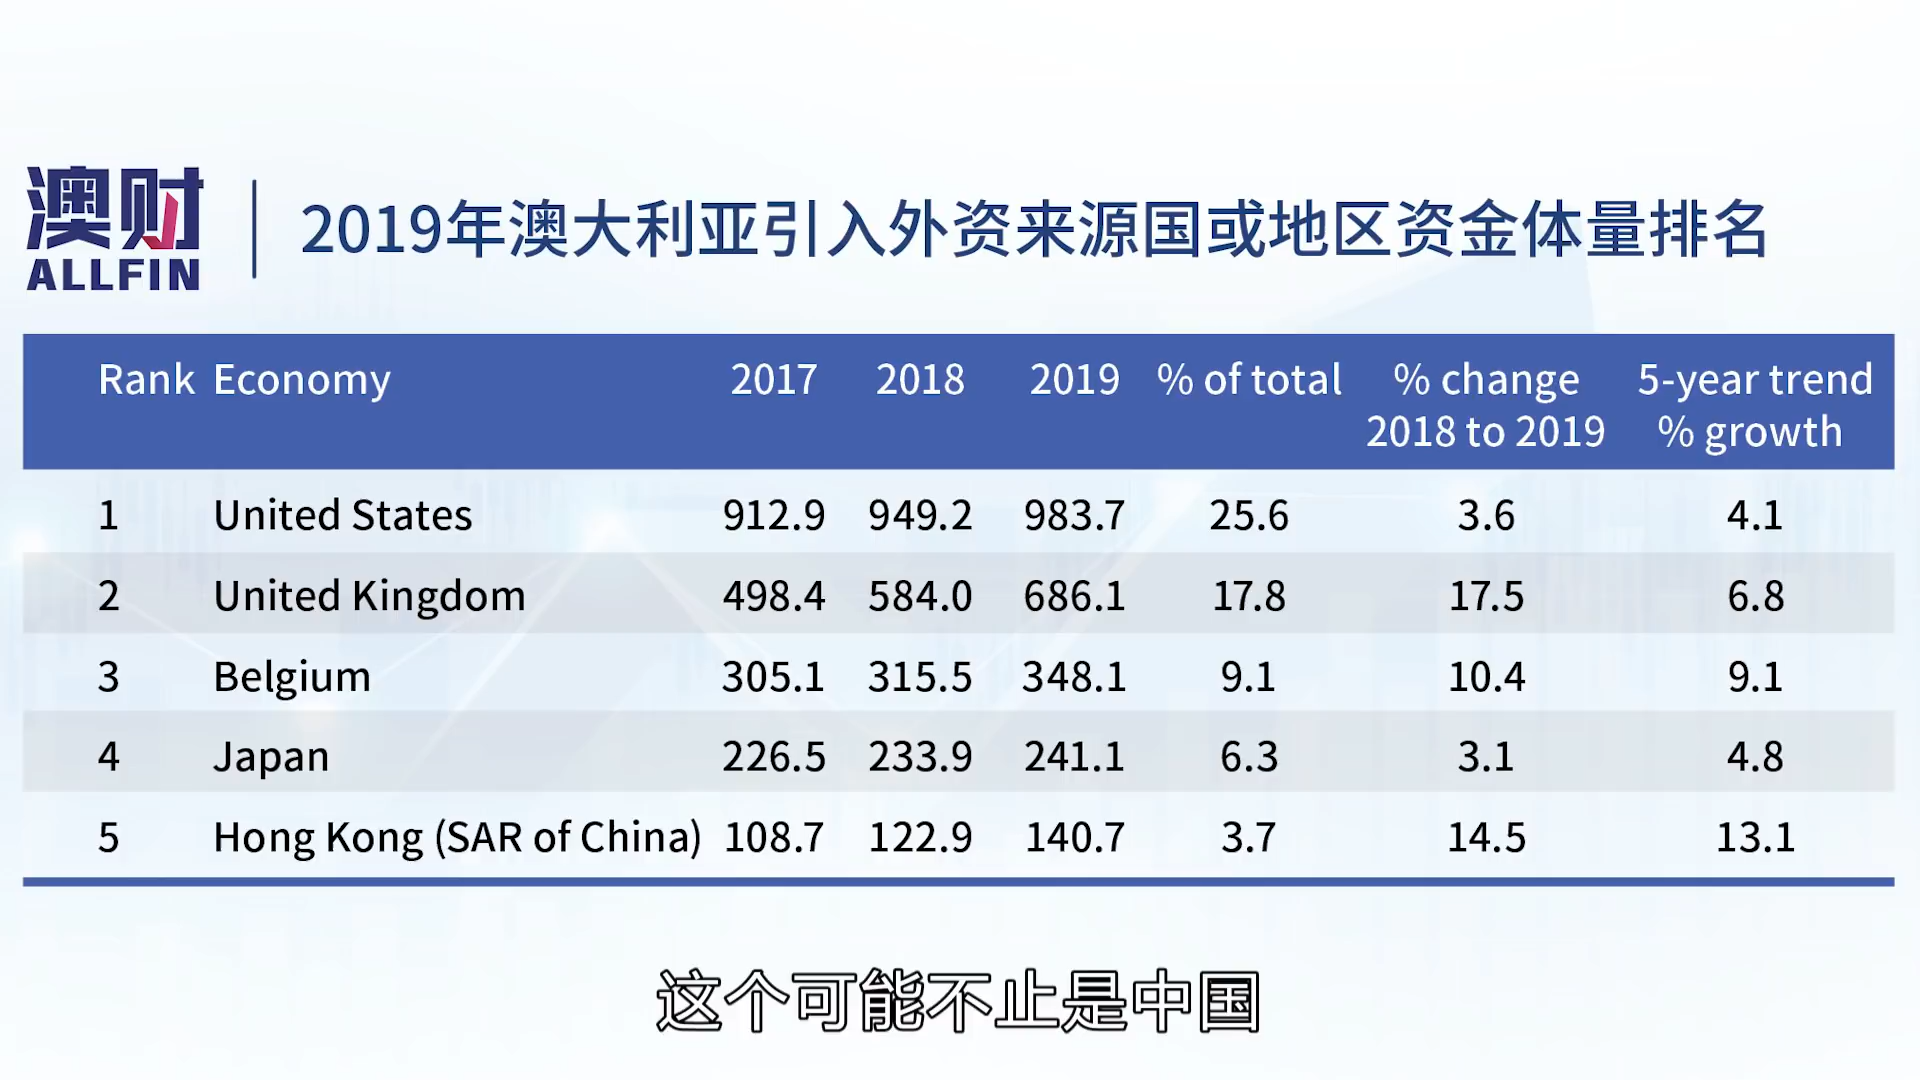 澳财
ALLFIN
2019年澳大利亚引入外资来源国或地区资金体量排名
Rank Economy 2017 2018 2019 % of total % change 2018 to 2019 5-year trend % growth
1 United States 912.9 949.2 983.7 25.6 3.6 4.1
2 United Kingdom 498.4 584.0 686.1 17.8 17.5 6.8
3 Belgium 305.1 315.5 348.1 9.1 10.4 9.1
4 Japan 226.5 233.9 241.1 6.3 3.1 4.8
5 Hong Kong (SAR of China) 108.7 122.9 140.7 3.7 14.5 13.1
这个可能不止是中国